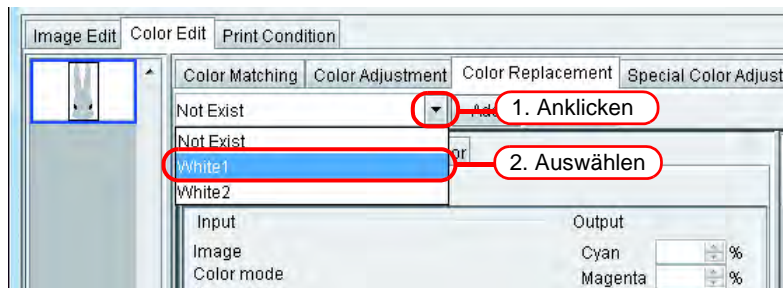 Image Edit Color Edit Print Condition
Color Matching Color Adjustment Color Replacement Special Color Adjust
Not Exist 1. Anklicken
Not Exist
White1 2. Auswählen
White2
Input Output
Image Cyan %
Color mode Magenta %